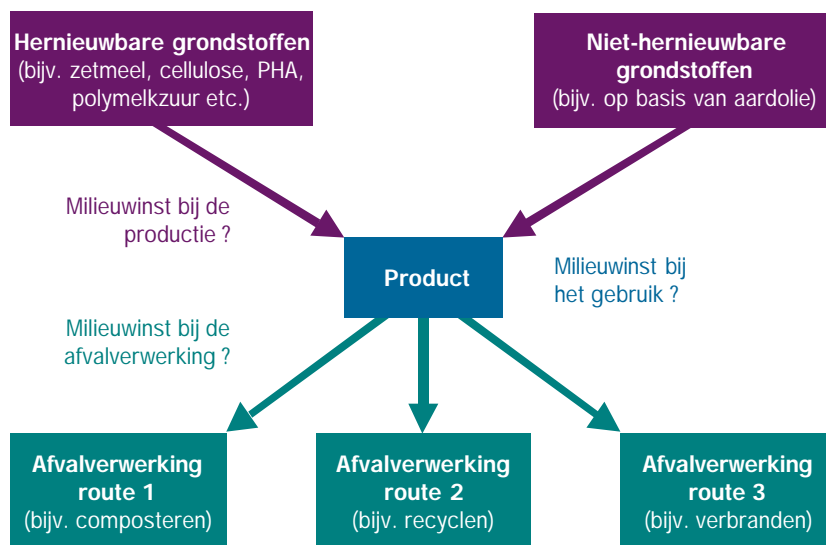 Hernieuwbare grondstoffen
(bijv. zetmeel, cellulose, PHA,
polymelkzuur etc.)
Niet-hernieuwbare
grondstoffen
(bijv. op basis van aardolie)
Milieuwinst bij de
productie ?
Product
Milieuwinst bij
het gebruik ?
Milieuwinst bij de
afvalverwerking ?
Afvalverwerking
route 1
(bijv. composteren)
Afvalverwerking
route 2
(bijv. recyclen)
Afvalverwerking
route 3
(bijv. verbranden)